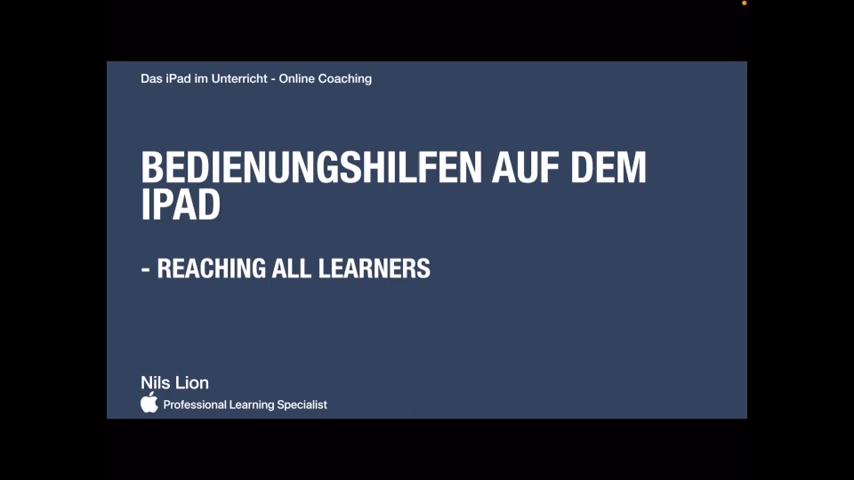 Das iPad im Unterricht - Online Coaching
BEDIENUNGSHILFEN AUF DEM
IPAD
- REACHING ALL LEARNERS
Nils Lion
Professional Learning Specialist